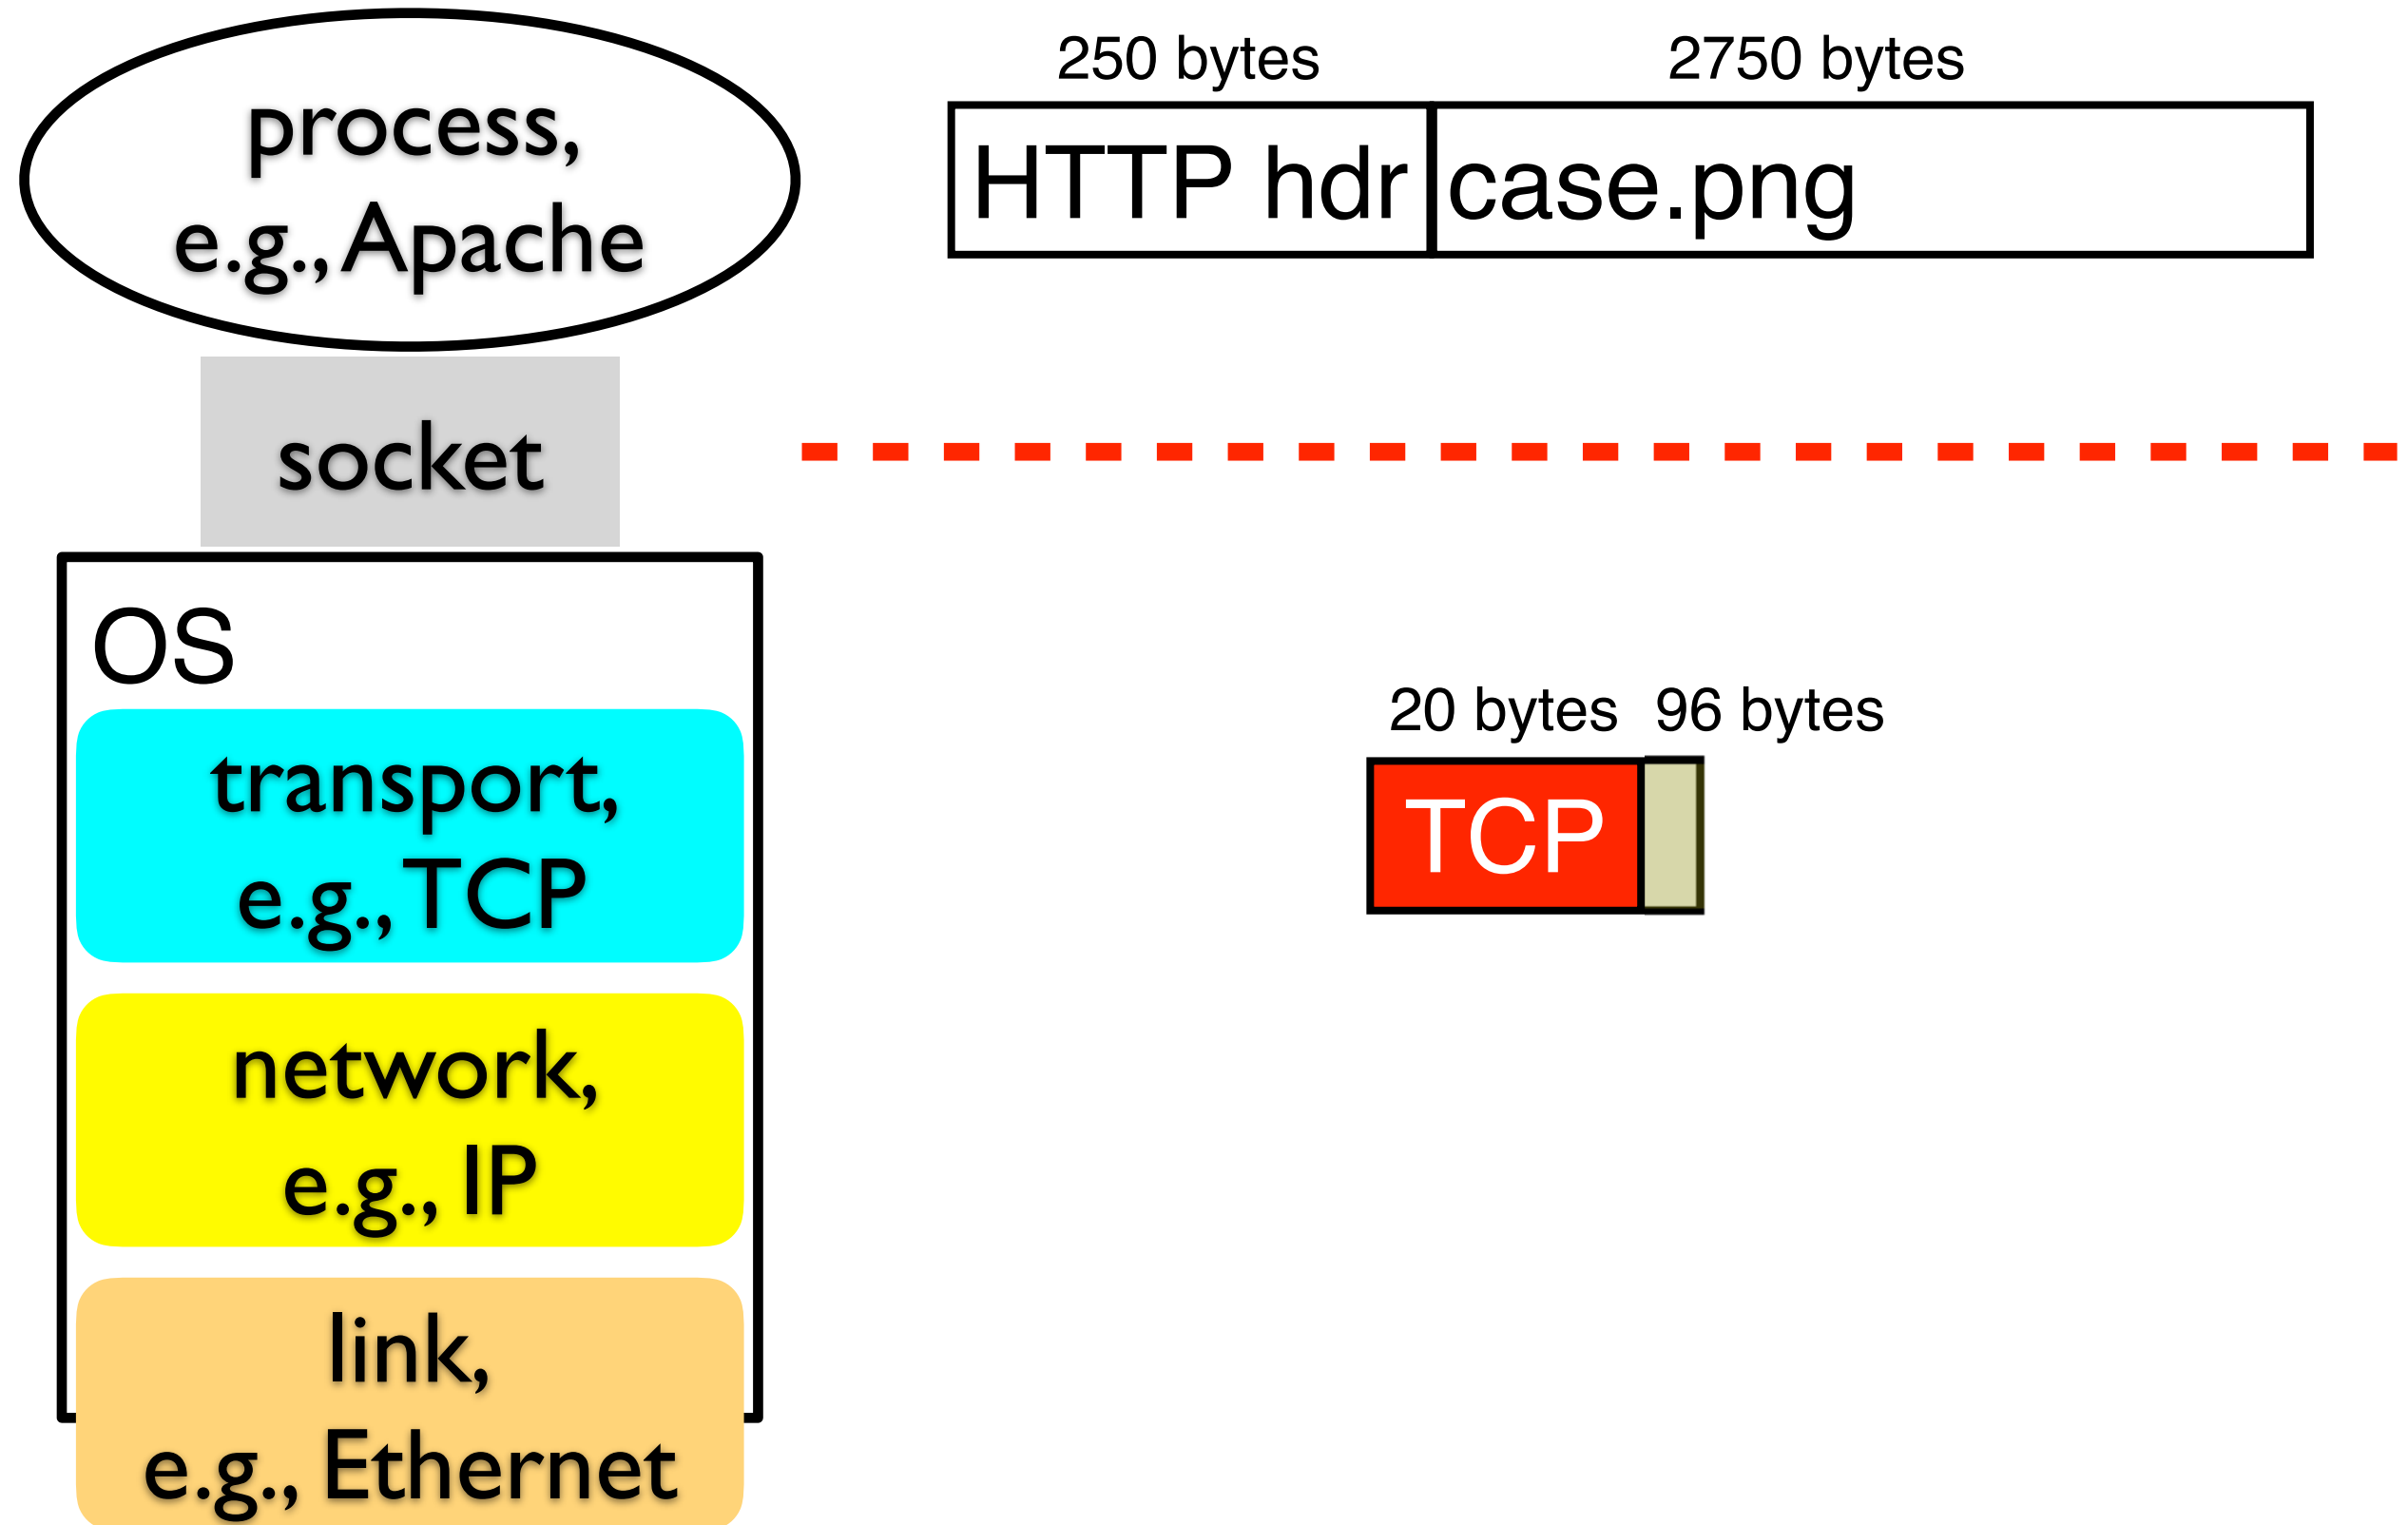 process,
e.g., Apache
250 bytes
2750 bytes
HTTP hdr
case.png
socket
OS
transport,
e.g., TCP
20 bytes
96 bytes
TCP
network,
e.g., IP
link,
e.g., Ethernet